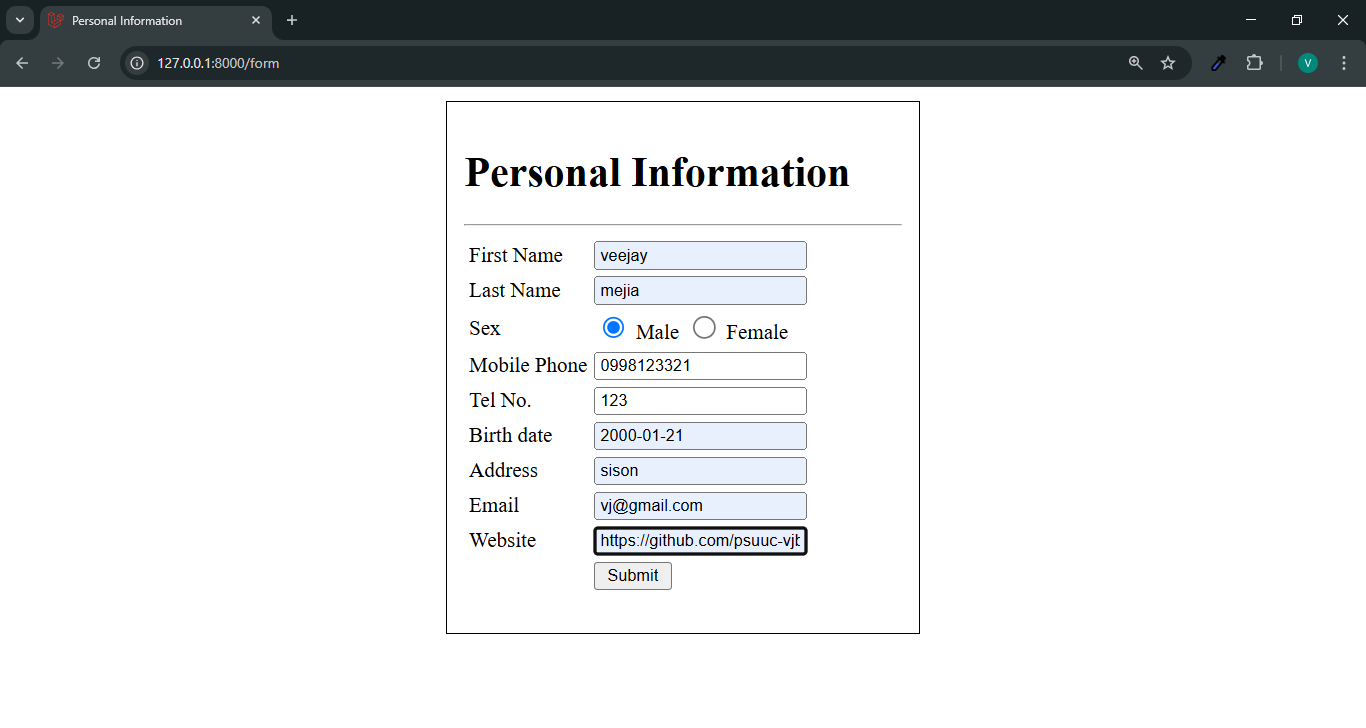 Personal Information
127.0.0.1:8000/form
V
Personal Information
First Name veejay
Last Name mejia
Sex Male Female
Mobile Phone 0998123321
Tel No. 123
Birth date 2000-01-21
Address sison
Email vj@gmail.com
Website https://github.com/psuuc-vjb
Submit